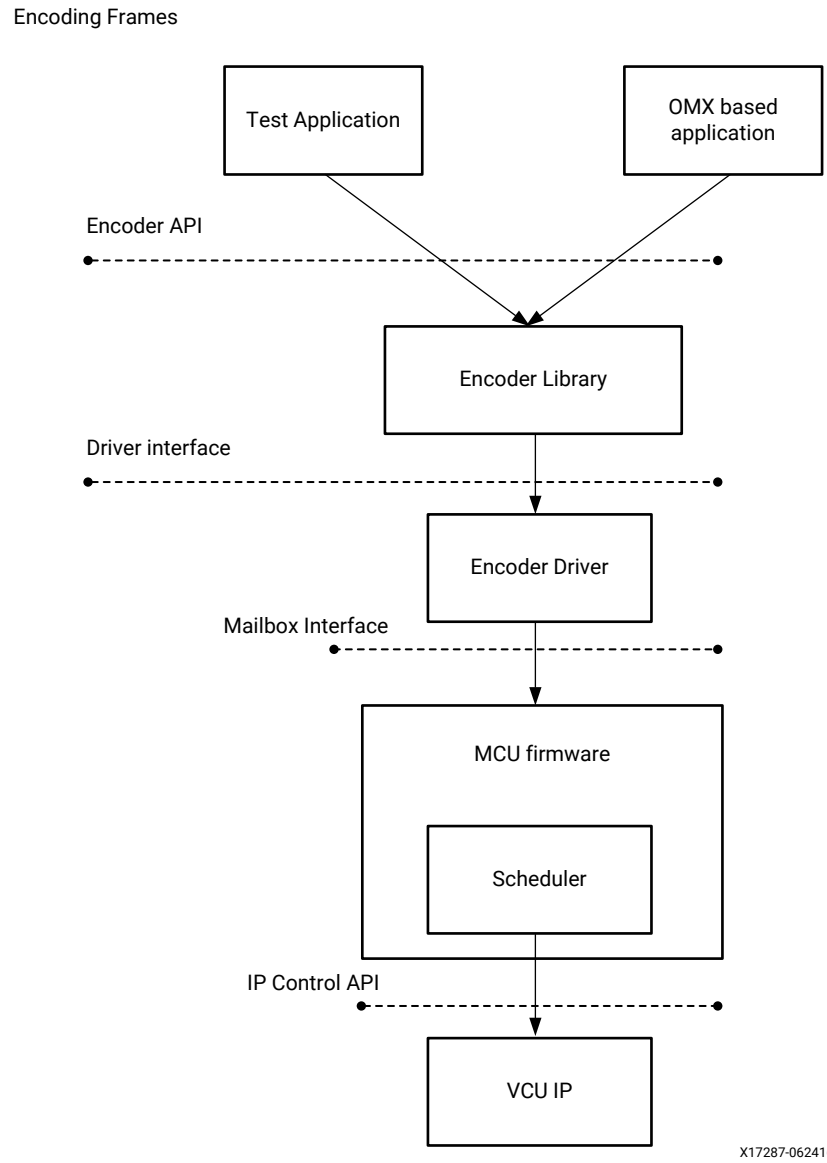 Encoding Frames
Test Application
OMX based
application
Encoder API
Encoder Library
Driver interface
Encoder Driver
Mailbox Interface
MCU firmware
Scheduler
IP Control API
VCU IP
X17287-06241